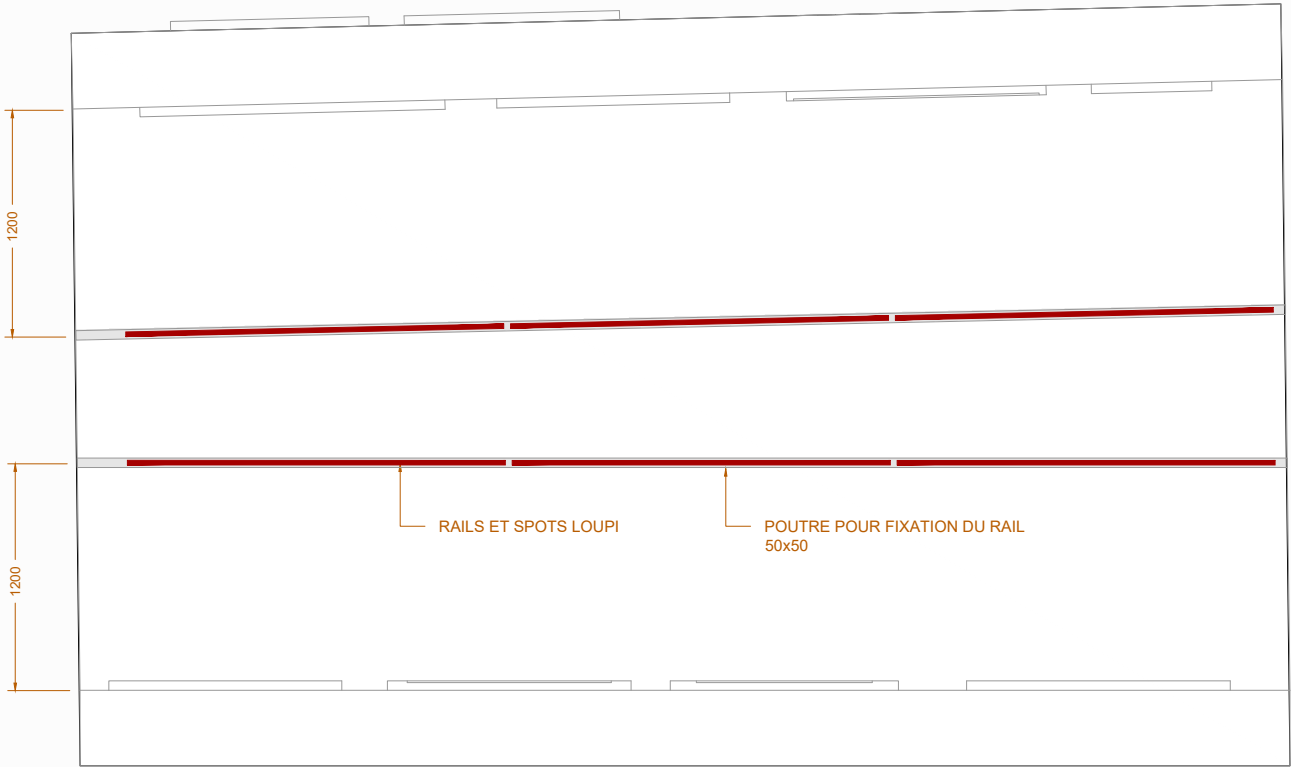 1200
RAILS ET SPOTS LOUPI
POUTRE POUR FIXATION DU RAIL
50x50
1200